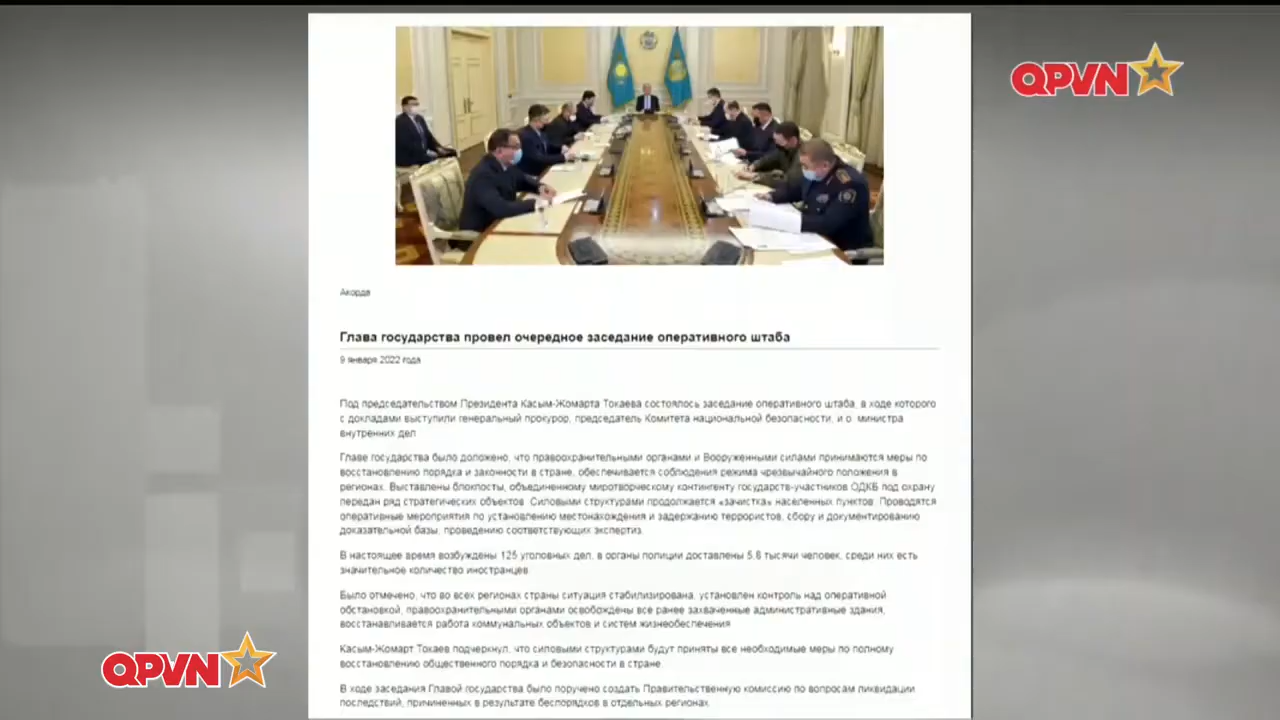 QPVN
Акорда
Глава государства провел очередное заседание оперативного штаба
9 января 2022 года
Под председательством Президента Касым-Жомарта Токаева состоялось заседание оперативного штаба, в ходе которого
с докладами выступили генеральный прокурор, председатель Комитета национальной безопасности, и о министра
внутренних дел
Главе государства было доложено, что правоохранительными органами и Вооруженными силами принимаются меры по
восстановлению порядка и законности в стране, обеспечивается соблюдения режима чрезвычайного положения в
регионах. Выставлены блокпосты, объединенному миротворческому контингенту государств-участников ОДКБ под охрану
передан ряд стратегических объектов. Силовыми структурами продолжается «зачистка» населенных пунктов. Проводятся
оперативные мероприятия по установлению местонахождения и задержанию террористов, сбору и документированию
доказательной базы, проведению соответствующих экспертиз.
В настоящее время возбуждены 125 уголовных дел, в органы полиции доставлены 5,8 тысячи человек, среди них есть
значительное количество иностранцев
Было отмечено, что во всех регионах страны ситуация стабилизирована, установлен контроль над оперативной
обстановкой, правоохранительными органами освобождены все ранее захваченные административные здания,
восстанавливается работа коммунальных объектов и систем жизнеобеспечения
Касым-Жомарт Токаев подчеркнул, что силовыми структурами будут приняты все необходимые меры по полному
восстановлению общественного порядка и безопасности в стране.
В ходе заседания Главой государства было поручено создать Правительственную комиссию по вопросам ликвидации
последствий, причиненных в результате беспорядков в отдельных регионах.
QPVN